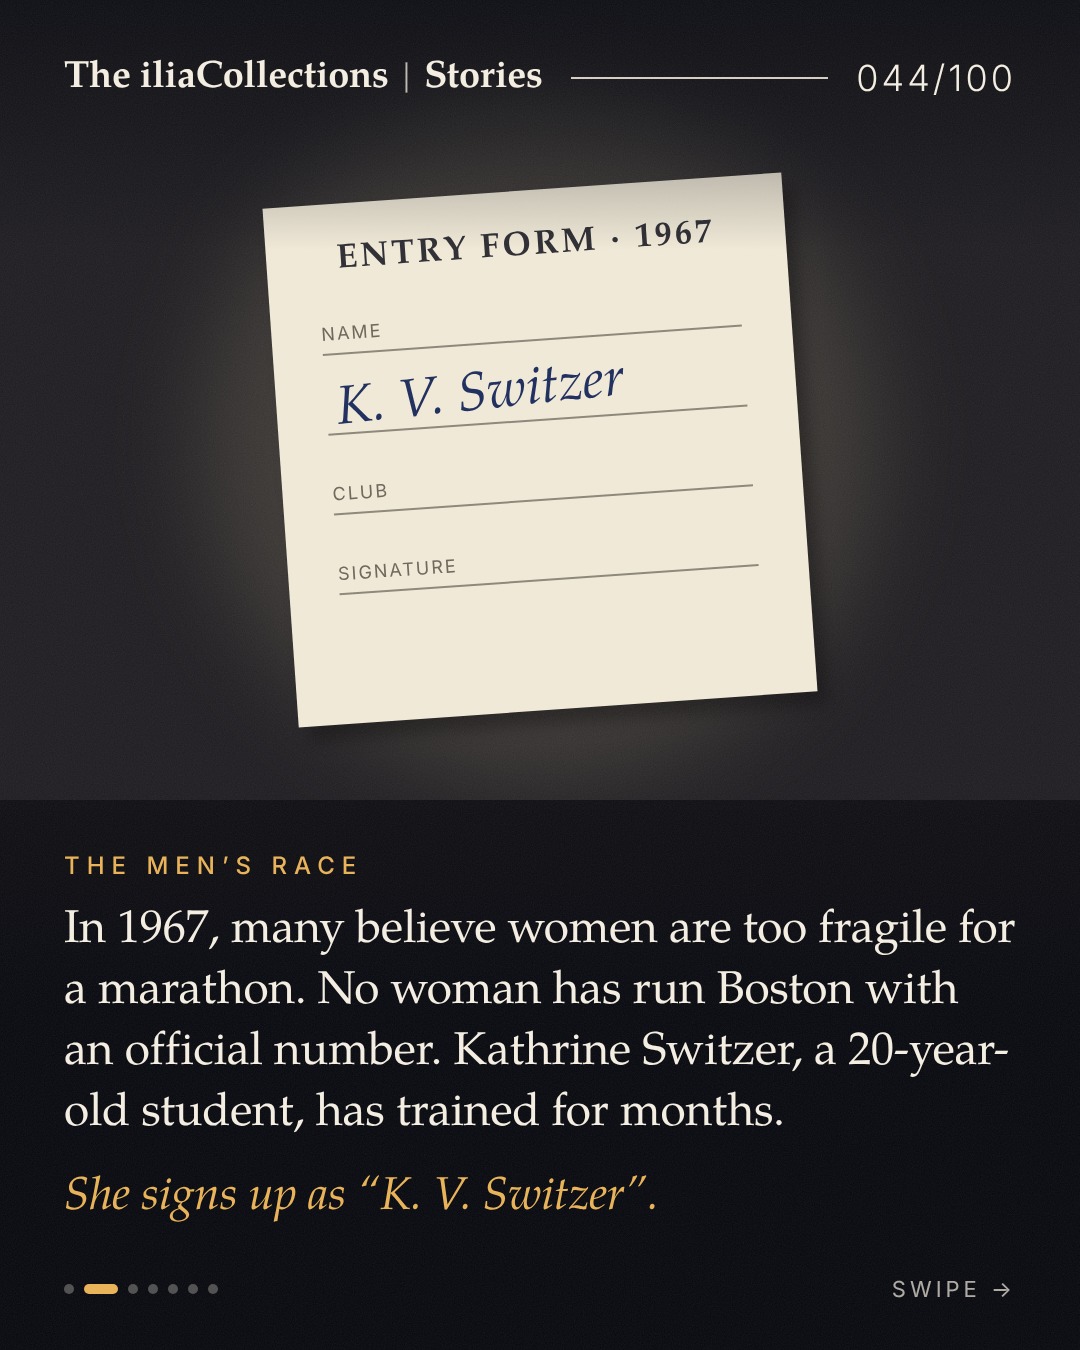 The iliaCollections | Stories 044/100
ENTRY FORM · 1967
NAME
K. V. Switzer
CLUB
SIGNATURE
THE MEN’S RACE
In 1967, many believe women are too fragile for
a marathon. No woman has run Boston with
an official number. Kathrine Switzer, a 20-year-
old student, has trained for months.
She signs up as “K. V. Switzer”.
SWIPE →